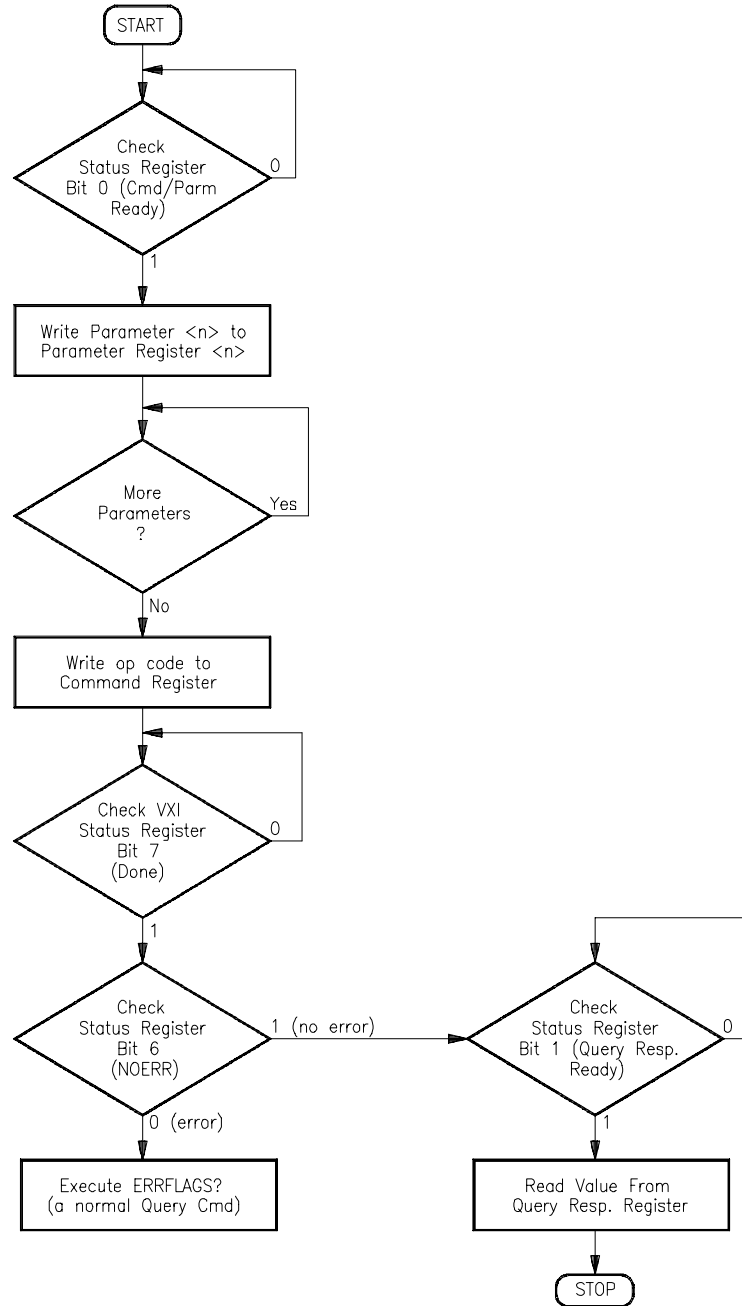 START
Check
Status Register
Bit 0 (Cmd/Parm
Ready)
0
1
Write Parameter <n> to
Parameter Register <n>
More
Parameters
?
Yes
No
Write op code to
Command Register
Check VXI
Status Register
Bit 7
(Done)
0
1
Check
Status Register
Bit 6
(NOERR)
1 (no error)
0 (error)
Execute ERRFLAGS?
(a normal Query Cmd)
Check
Status Register
Bit 1 (Query Resp.
Ready)
0
1
Read Value From
Query Resp. Register
STOP